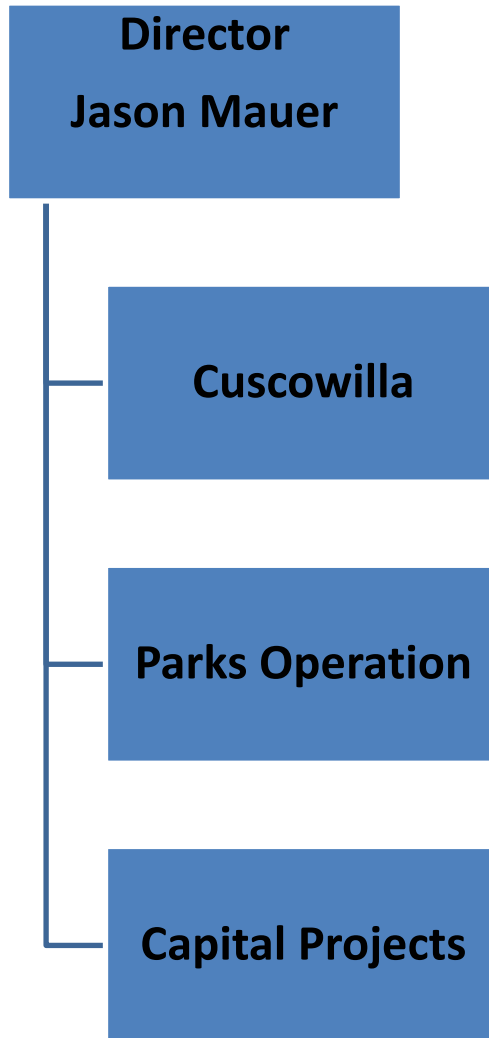 Director
Jason Mauer
Cuscowilla
Parks Operation
Capital Projects